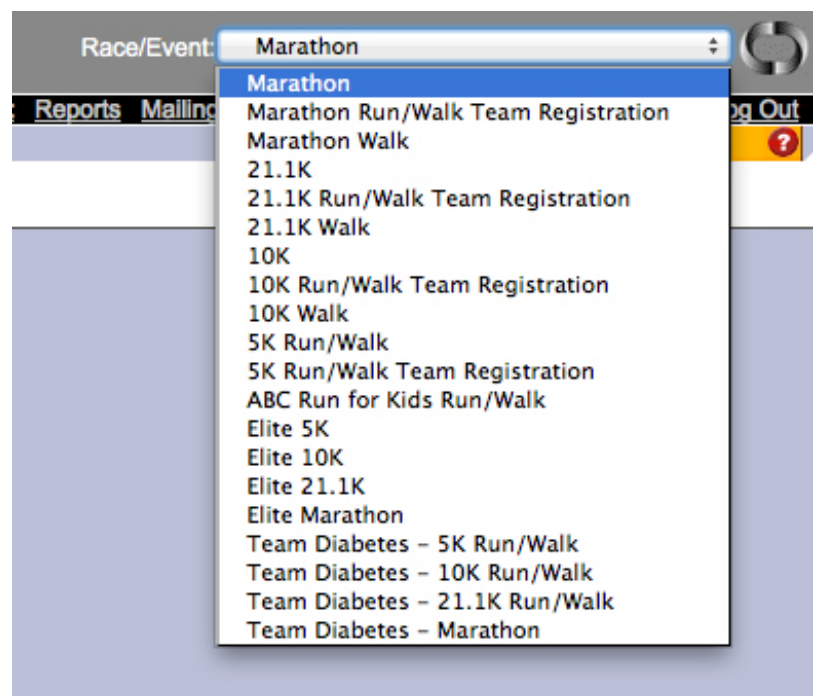 Race/Event: Marathon
Marathon
Reports Mailing
Marathon Run/Walk Team Registration
Log Out
Marathon Walk
?
21.1K
21.1K Run/Walk Team Registration
21.1K Walk
10K
10K Run/Walk Team Registration
10K Walk
5K Run/Walk
5K Run/Walk Team Registration
ABC Run for Kids Run/Walk
Elite 5K
Elite 10K
Elite 21.1K
Elite Marathon
Team Diabetes – 5K Run/Walk
Team Diabetes – 10K Run/Walk
Team Diabetes – 21.1K Run/Walk
Team Diabetes – Marathon